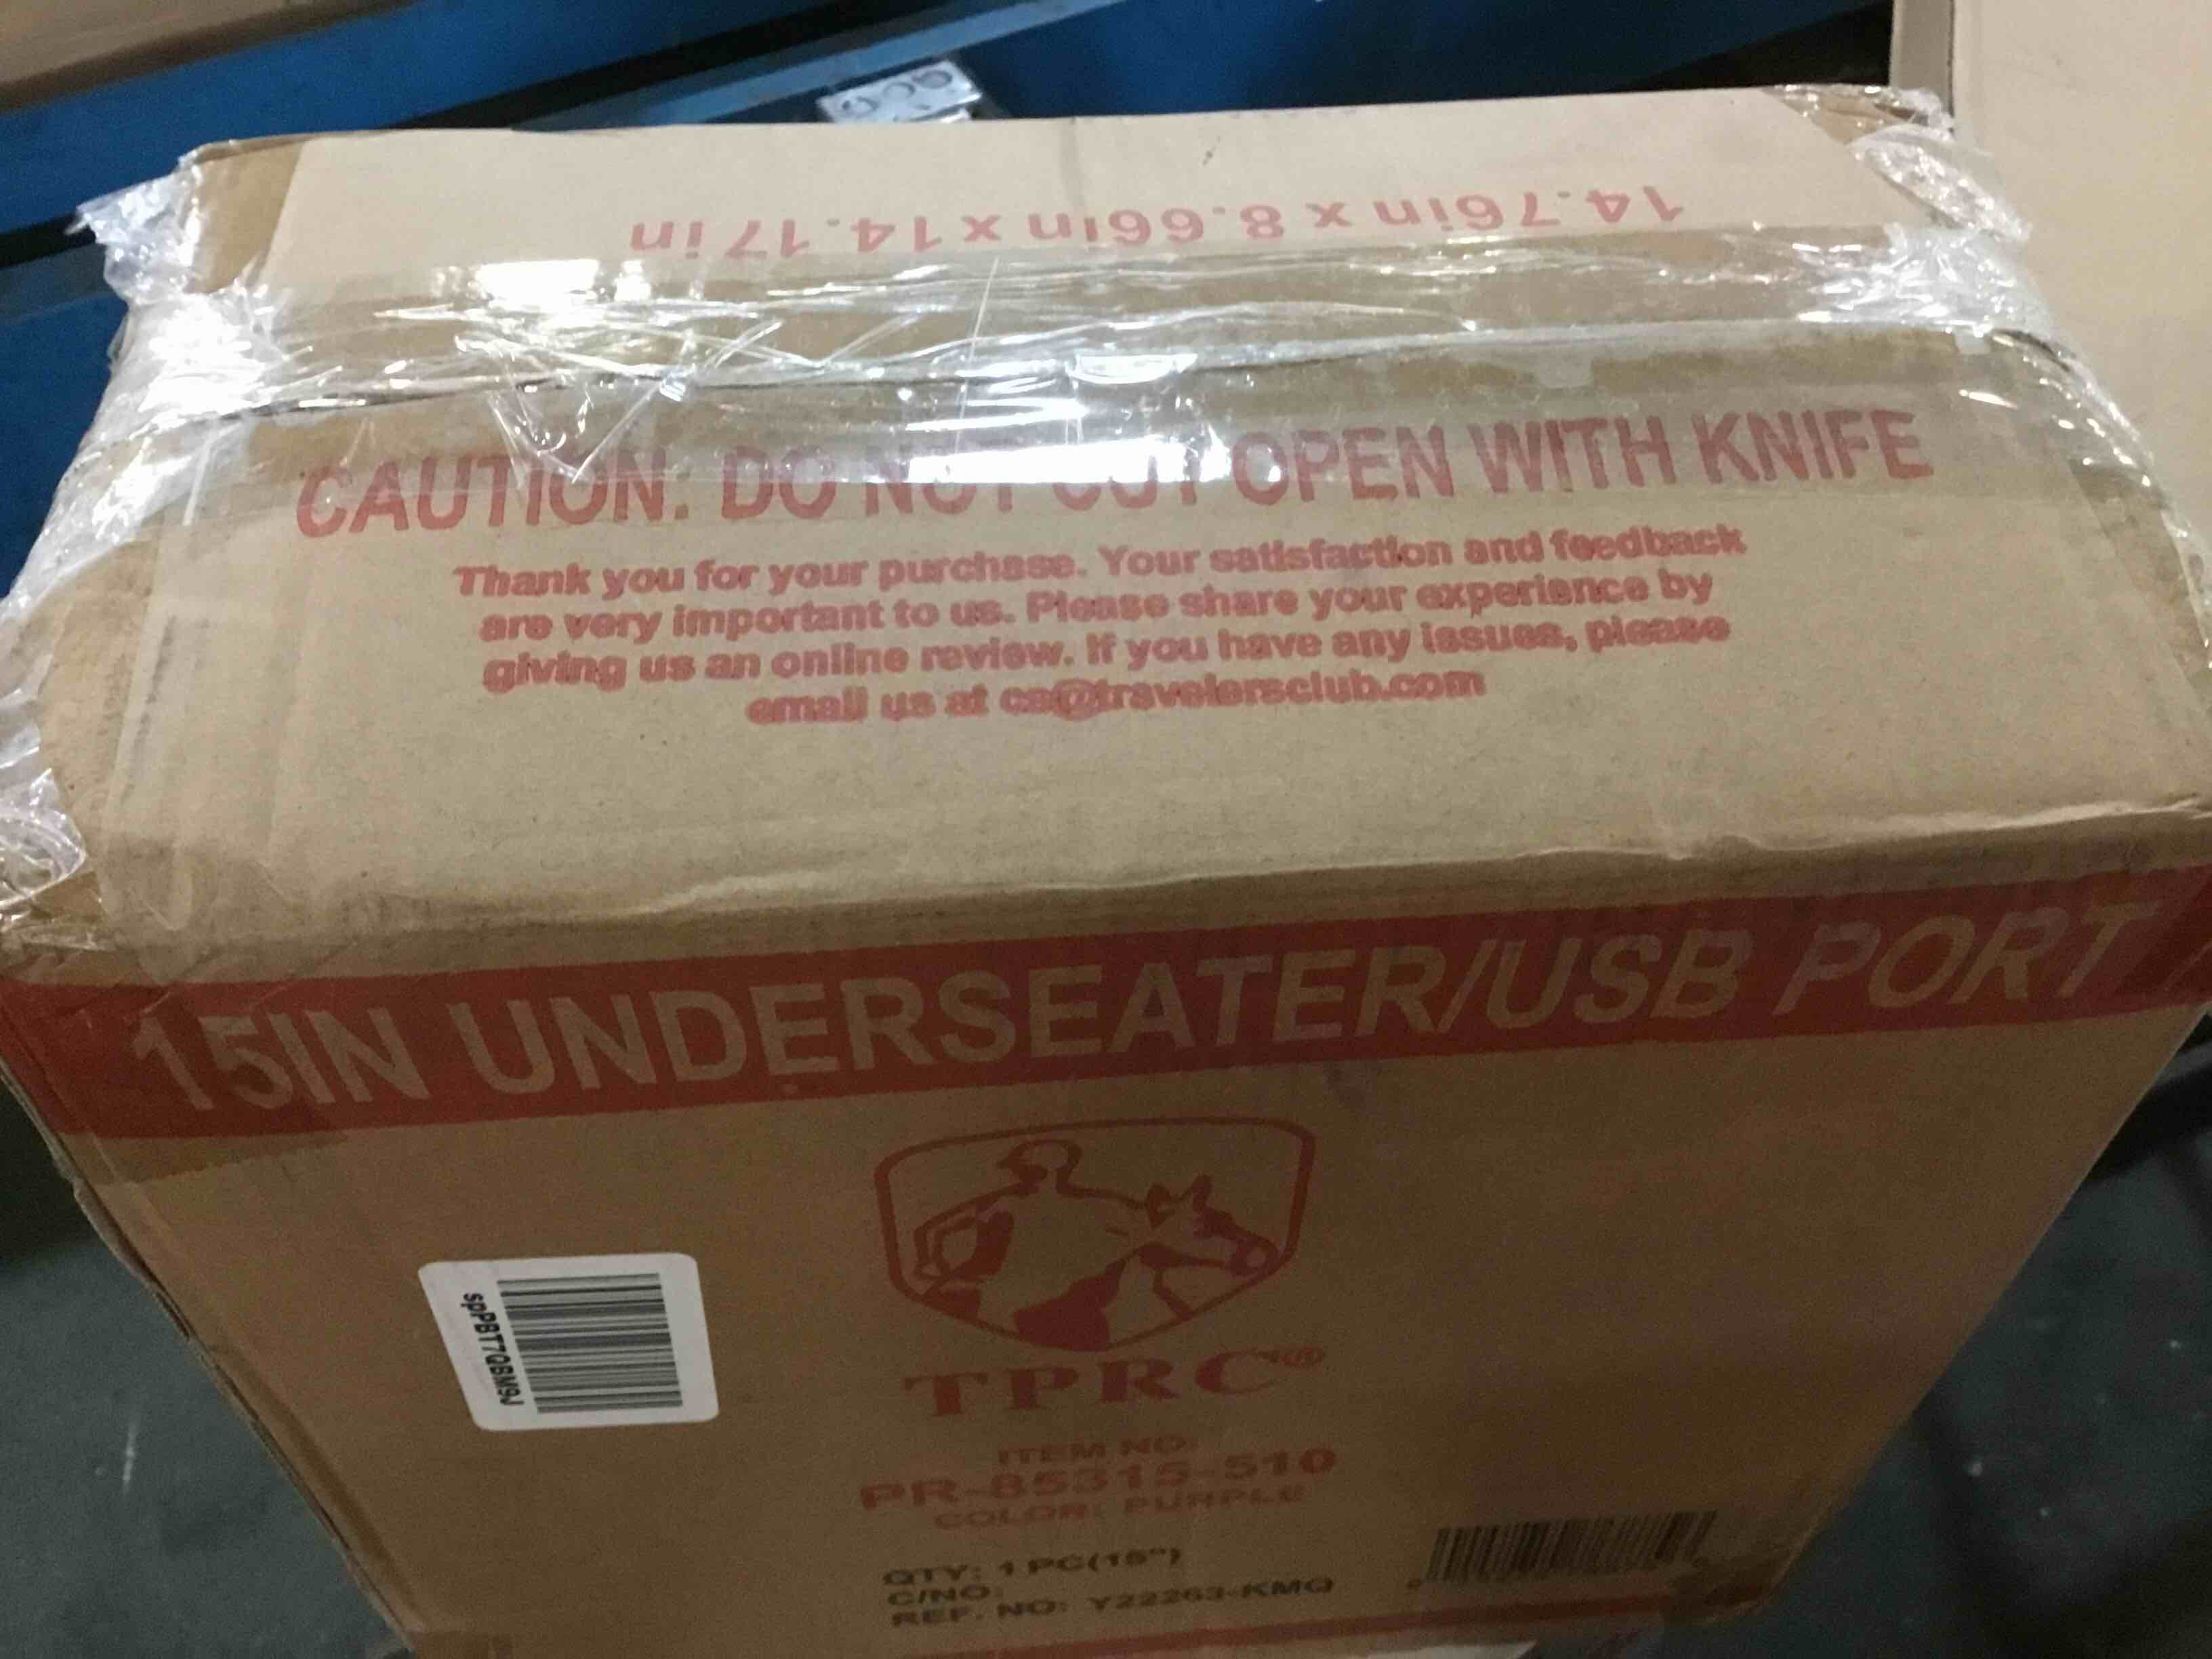 14.76in x 8.66in x 14.17in
CAUTION: DO NOT CUT OPEN WITH KNIFE
Thank you for your purchase. Your satisfaction and feedback
are very important to us. Please share your experience by
giving us an online review. If you have any issues, please
email us at cs@travelersclub.com
15IN UNDERSEATER/USB PORT
TPRC®
spPBT7QBM9J
ITEM NO:
PR-85315-510
COLOR: PURPLE
QTY: 1 PC(15")
C/NO:
REF. NO: Y22263-KMQ